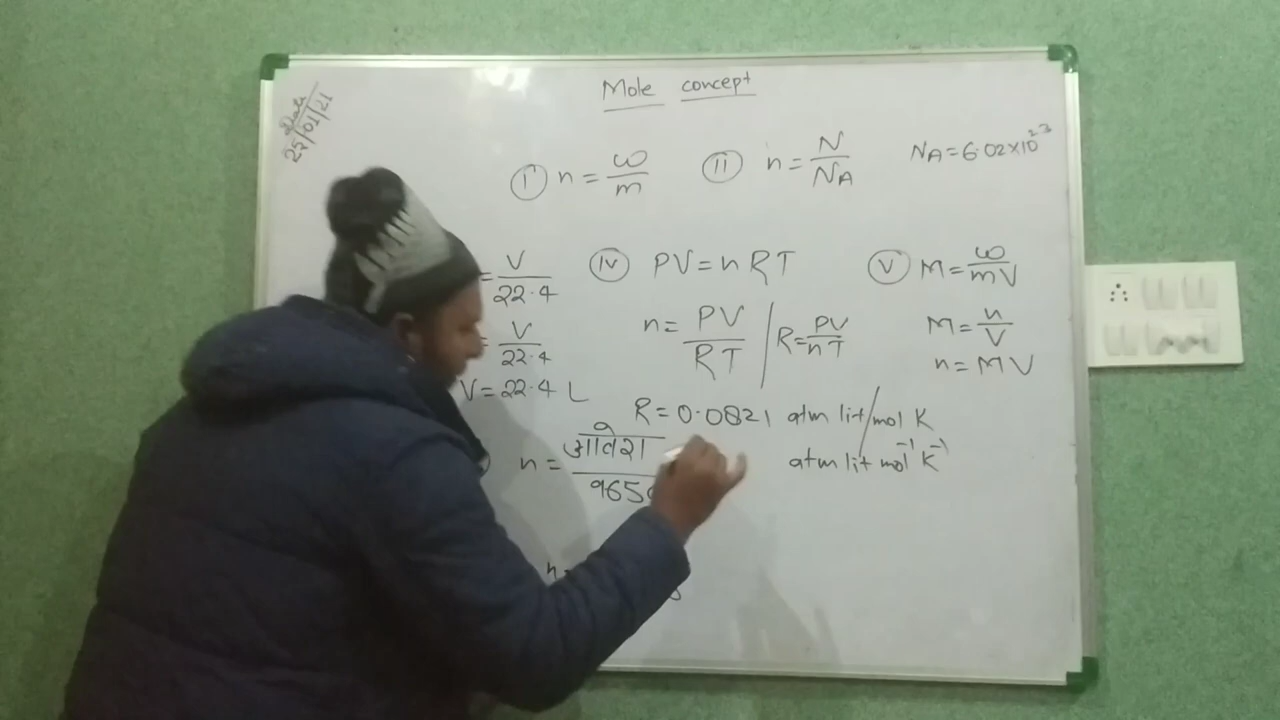 Mole concept
Date
25/01/21
(i) n = ω/m
(ii) n = N/NA
NA = 6.02×10²³
= V/22.4
(iv) PV = nRT
(v) M = ω/mV
= V/22.4
n = PV/RT / R = PV/nT
M = n/V
n = MV
V = 22.4 L
R = 0.0821 atm lit/mol K
n = आवेश/9650
atm lit mol⁻¹ K⁻¹